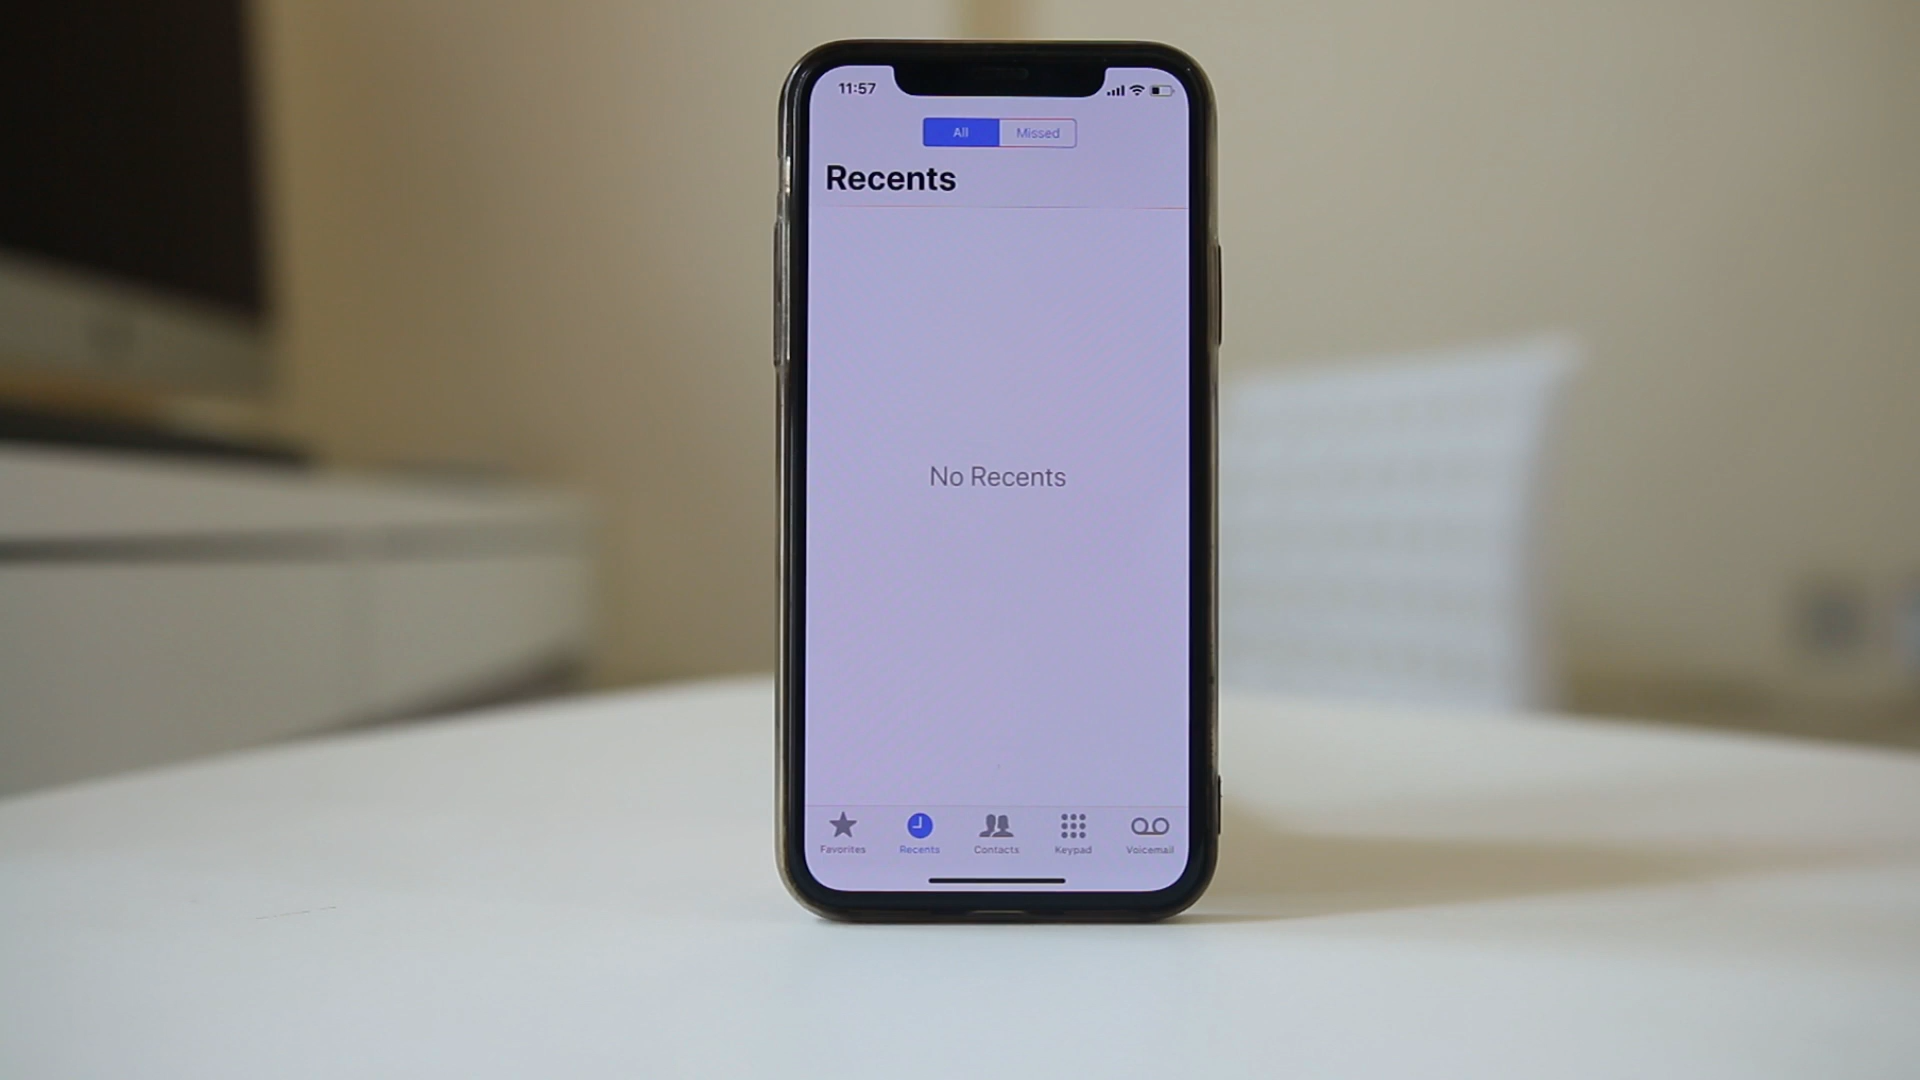 11:57
All Missed
Recents
No Recents
Favorites Recents Contacts Keypad Voicemail